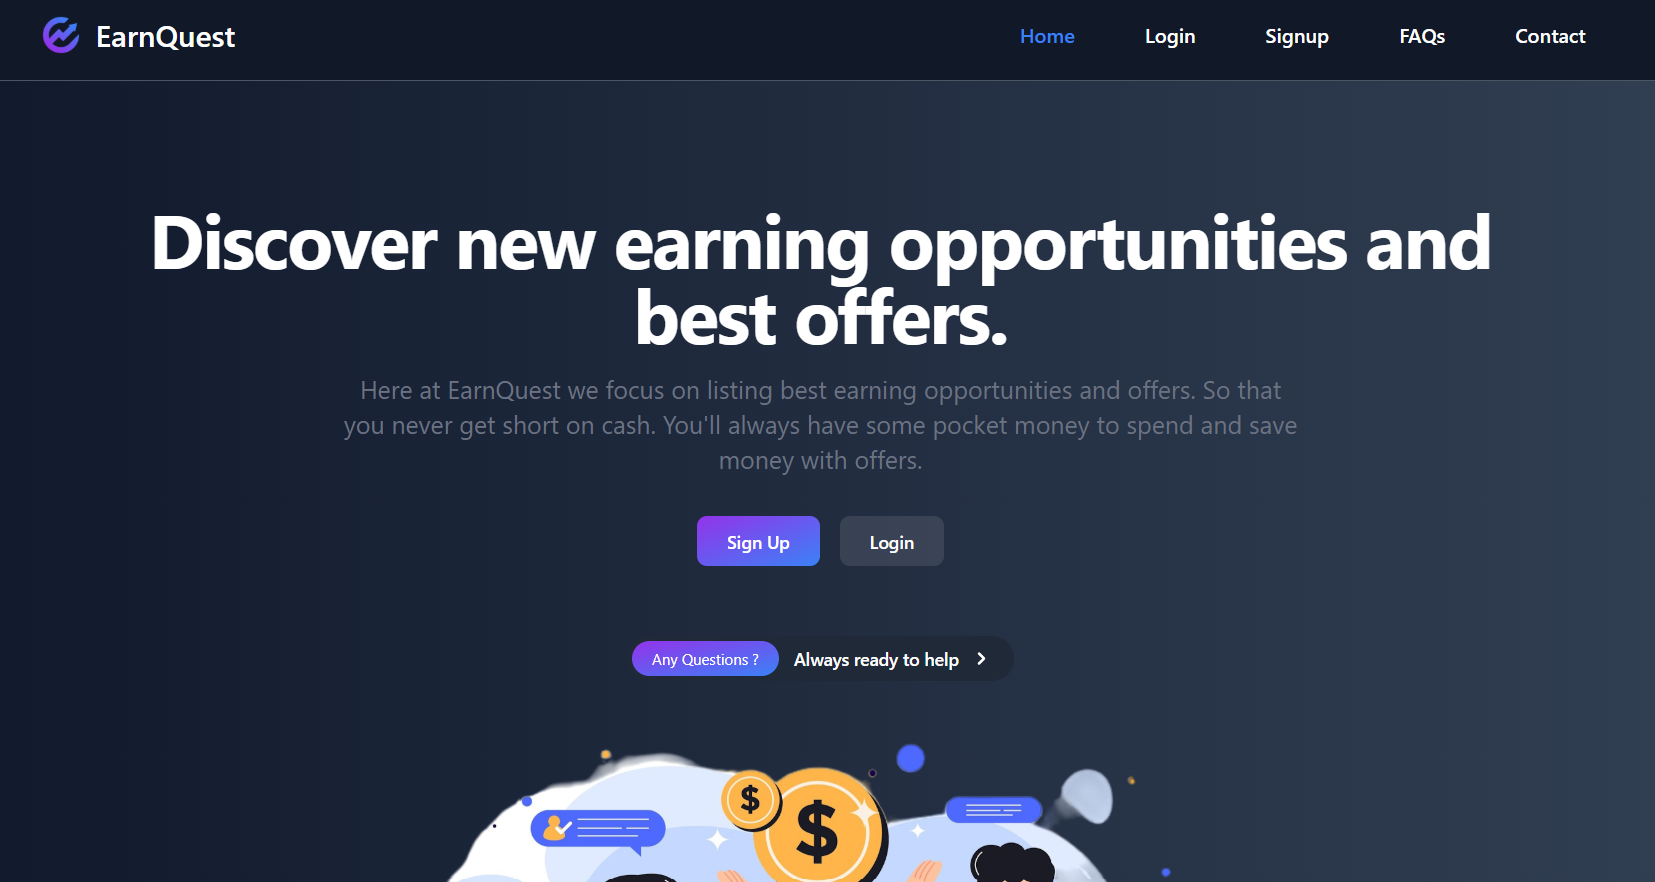 EarnQuest
Home
Login
Signup
FAQs
Contact
Discover new earning opportunities and
best offers.
Here at EarnQuest we focus on listing best earning opportunities and offers. So that
you never get short on cash. You'll always have some pocket money to spend and save
money with offers.
Sign Up
Login
Any Questions ?
Always ready to help
$
$